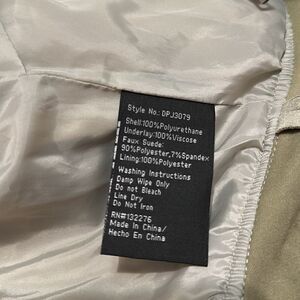 Style No.: DPJ3079
Shell:100%Polyurethane
Underlay:100%Viscose
Faux Suede:
90%Polyester,7%Spandex
Lining:100%Polyester
Washing Instructions
Damp Wipe Only
Do not Bleach
Line Dry
Do Not Iron
RN#132276
Made In China/
Hecho En China